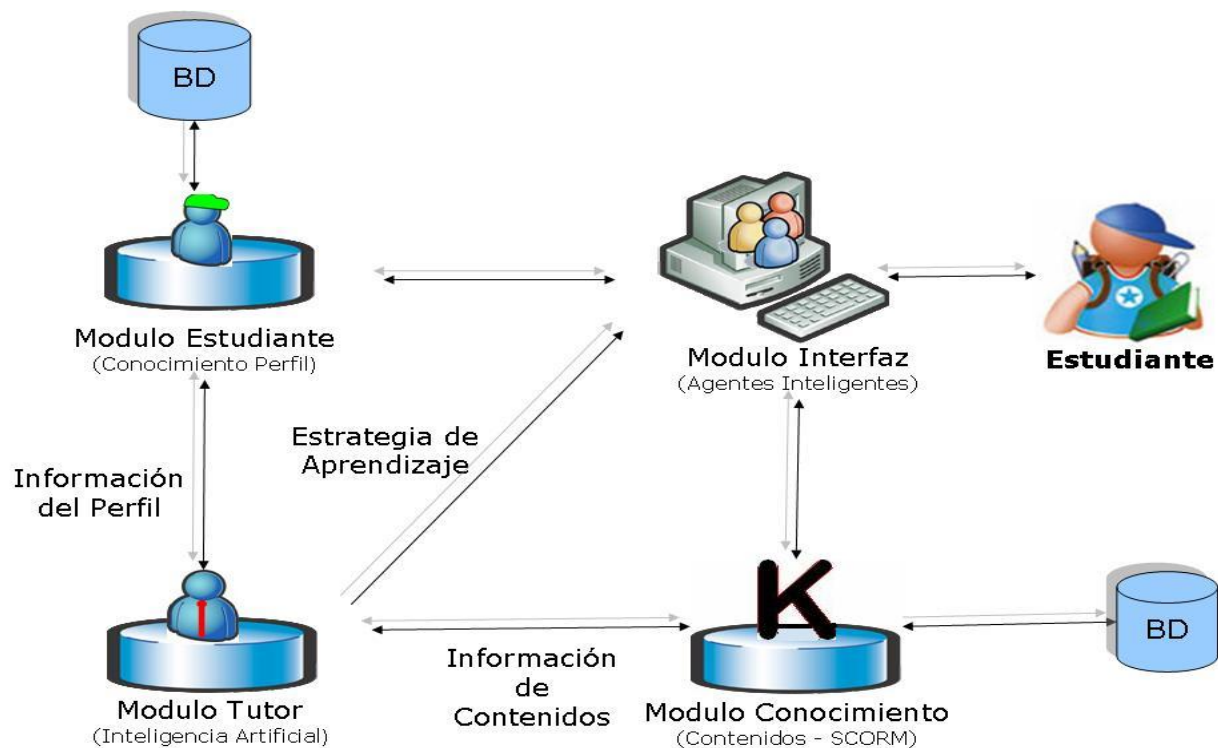 BD
Modulo Estudiante
(Conocimiento Perfil)
Modulo Interfaz
(Agentes Inteligentes)
Estudiante
Estrategia de
Aprendizaje
Información
del Perfil
Modulo Tutor
(Inteligencia Artificial)
Información
de
Contenidos
K
Modulo Conocimiento
(Contenidos - SCORM)
BD